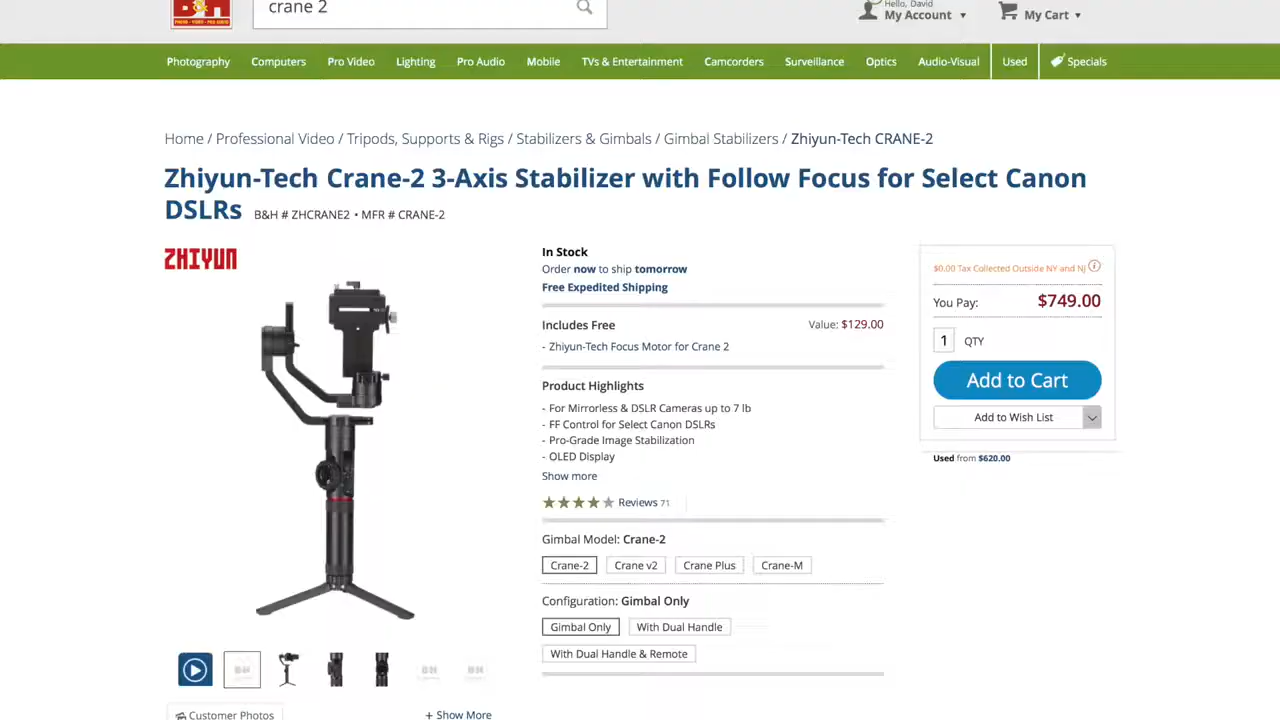 B&H
PHOTO · VIDEO · PRO AUDIO
crane 2
Hello, David
My Account
My Cart
Photography
Computers
Pro Video
Lighting
Pro Audio
Mobile
TVs & Entertainment
Camcorders
Surveillance
Optics
Audio-Visual
Used
Specials
Home / Professional Video / Tripods, Supports & Rigs / Stabilizers & Gimbals / Gimbal Stabilizers / Zhiyun-Tech CRANE-2
Zhiyun-Tech Crane-2 3-Axis Stabilizer with Follow Focus for Select Canon
DSLRs B&H # ZHCRANE2 • MFR # CRANE-2
ZHIYUN
In Stock
Order now to ship tomorrow
Free Expedited Shipping
Includes Free Value: $129.00
- Zhiyun-Tech Focus Motor for Crane 2
Product Highlights
- For Mirrorless & DSLR Cameras up to 7 lb
- FF Control for Select Canon DSLRs
- Pro-Grade Image Stabilization
- OLED Display
Show more
Reviews 71
Gimbal Model: Crane-2
Crane-2
Crane v2
Crane Plus
Crane-M
Configuration: Gimbal Only
Gimbal Only
With Dual Handle
With Dual Handle & Remote
$0.00 Tax Collected Outside NY and NJ
You Pay: $749.00
1 QTY
Add to Cart
Add to Wish List
Used from $620.00
Customer Photos
+ Show More